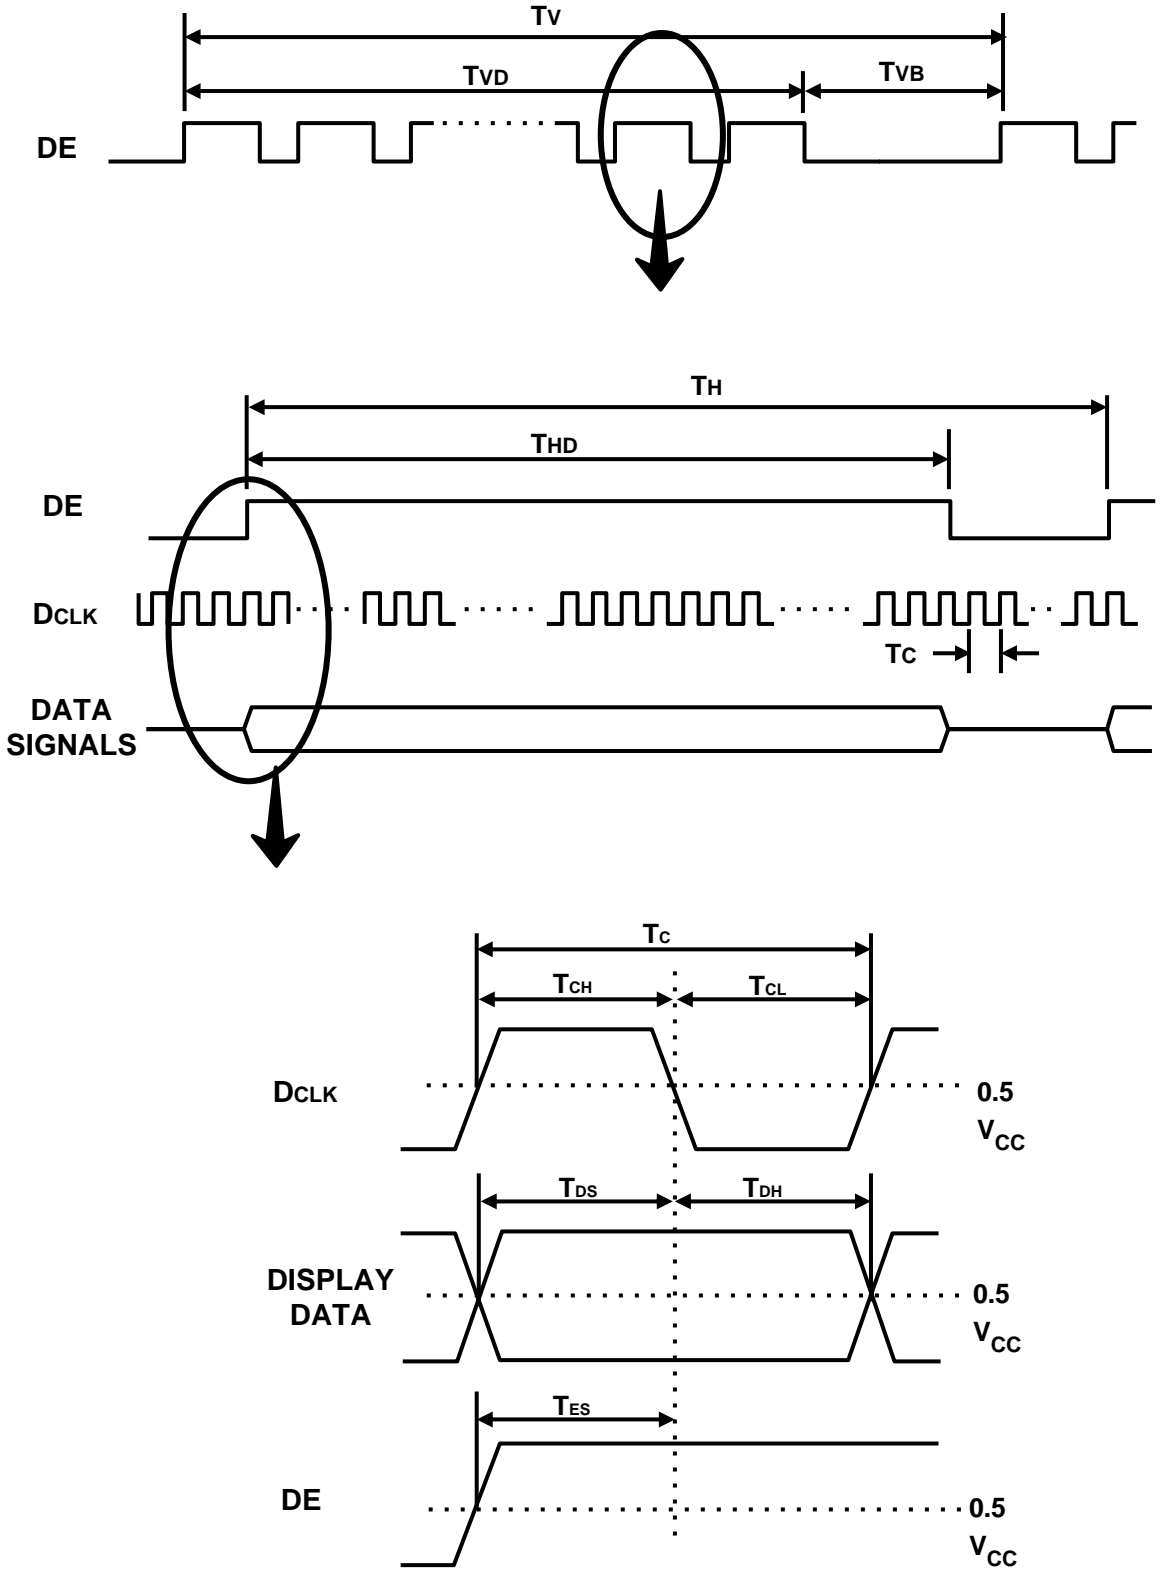 TV
TVD
TVB
DE
TH
THD
DE
DCLK
TC
DATA
SIGNALS
TC
TCH
TCL
DCLK
0.5
VCC
TDS
TDH
DISPLAY
DATA
0.5
VCC
TES
DE
0.5
VCC